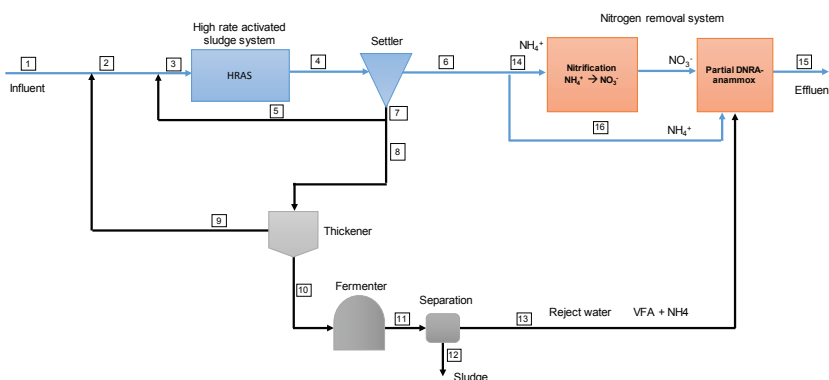 High rate activated
sludge system
Settler
Nitrogen removal system
1
2
3
4
6
14
NH₄⁺
NO₃⁻
15
Influent
HRAS
Nitrification
NH₄⁺ → NO₃⁻
Partial DNRA-
anammox
Effluen
5
7
16
NH₄⁺
8
9
Thickener
10
Fermenter
Separation
11
13
Reject water
VFA + NH4
12
Sludge